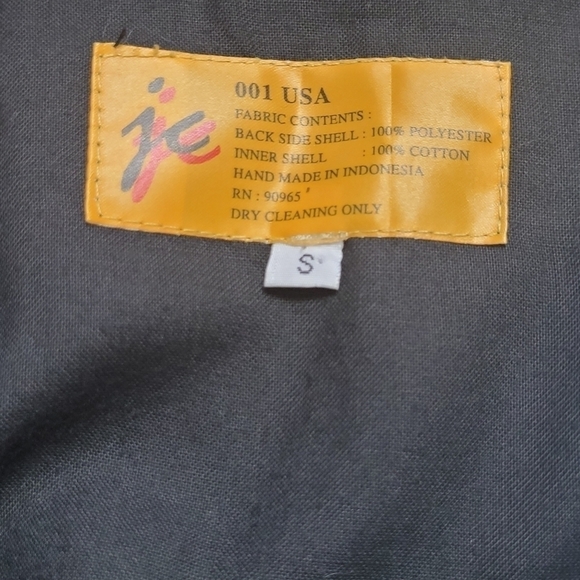 jc
001 USA
FABRIC CONTENTS :
BACK SIDE SHELL : 100% POLYESTER
INNER SHELL : 100% COTTON
HAND MADE IN INDONESIA
RN : 90965
DRY CLEANING ONLY
S